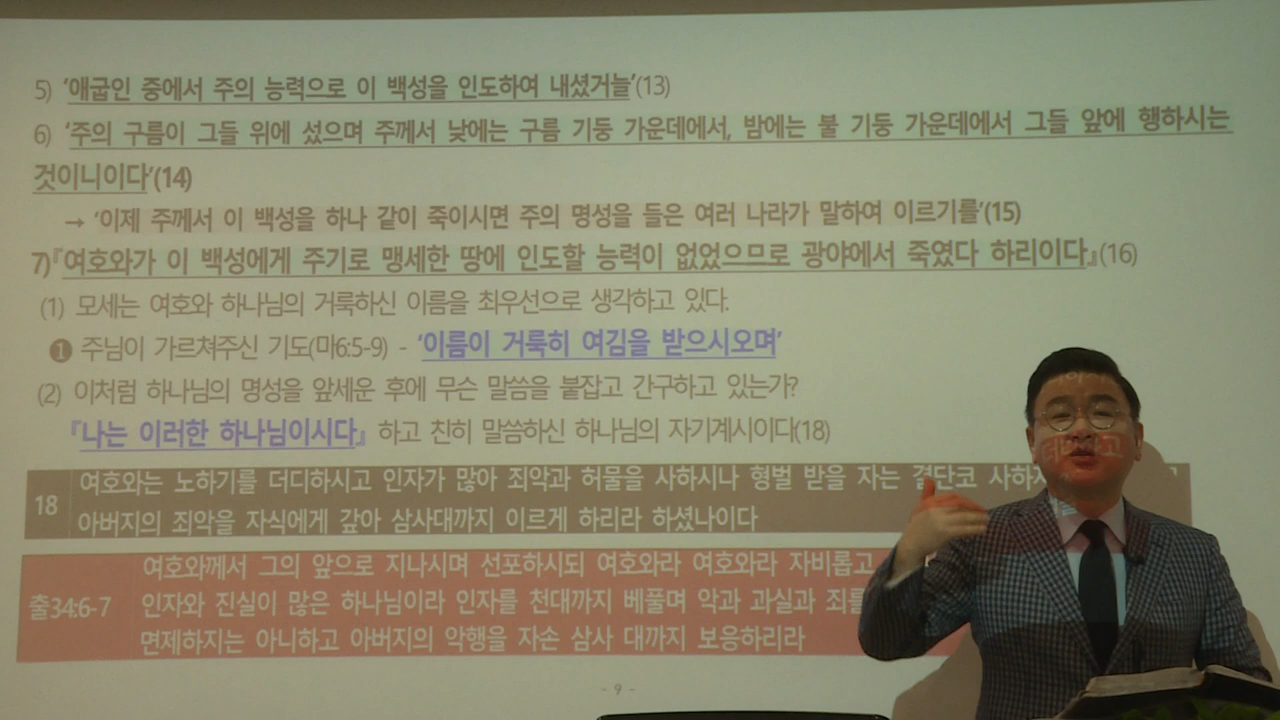 5) '애굽인 중에서 주의 능력으로 이 백성을 인도하여 내셨거늘'(13)
6) '주의 구름이 그들 위에 섰으며 주께서 낮에는 구름 기둥 가운데에서, 밤에는 불 기둥 가운데에서 그들 앞에 행하시는
것이니이다'(14)
→ '이제 주께서 이 백성을 하나 같이 죽이시면 주의 명성을 들은 여러 나라가 말하여 이르기를'(15)
7)『여호와가 이 백성에게 주기로 맹세한 땅에 인도할 능력이 없었으므로 광야에서 죽였다 하리이다』(16)
(1) 모세는 여호와 하나님의 거룩하신 이름을 최우선으로 생각하고 있다.
❶ 주님이 가르쳐주신 기도(마6:5-9) - '이름이 거룩히 여김을 받으시오며'
(2) 이처럼 하나님의 명성을 앞세운 후에 무슨 말씀을 붙잡고 간구하고 있는가?
『나는 이러한 하나님이시다』 하고 친히 말씀하신 하나님의 자기계시이다(18)
18 여호와는 노하기를 더디하시고 인자가 많아 죄악과 허물을 사하시나 형벌 받을 자는 결단코
아버지의 죄악을 자식에게 갚아 삼사대까지 이르게 하리라 하셨나이다
여호와께서 그의 앞으로 지나시며 선포하시되 여호와라 여호와라 자비롭고
출34:6-7 인자와 진실이 많은 하나님이라 인자를 천대까지 베풀며 악과 과실과 죄를
면제하지는 아니하고 아버지의 악행을 자손 삼사 대까지 보응하리라
- 9 -